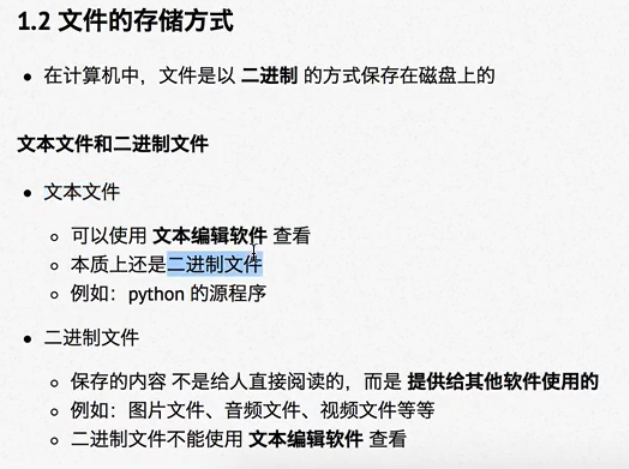 1.2 文件的存储方式
• 在计算机中，文件是以 二进制 的方式保存在磁盘上的
文本文件和二进制文件
• 文本文件
◦ 可以使用 文本编辑软件 查看
◦ 本质上还是二进制文件
◦ 例如：python 的源程序
• 二进制文件
◦ 保存的内容 不是给人直接阅读的，而是 提供给其他软件使用的
◦ 例如：图片文件、音频文件、视频文件等等
◦ 二进制文件不能使用 文本编辑软件 查看